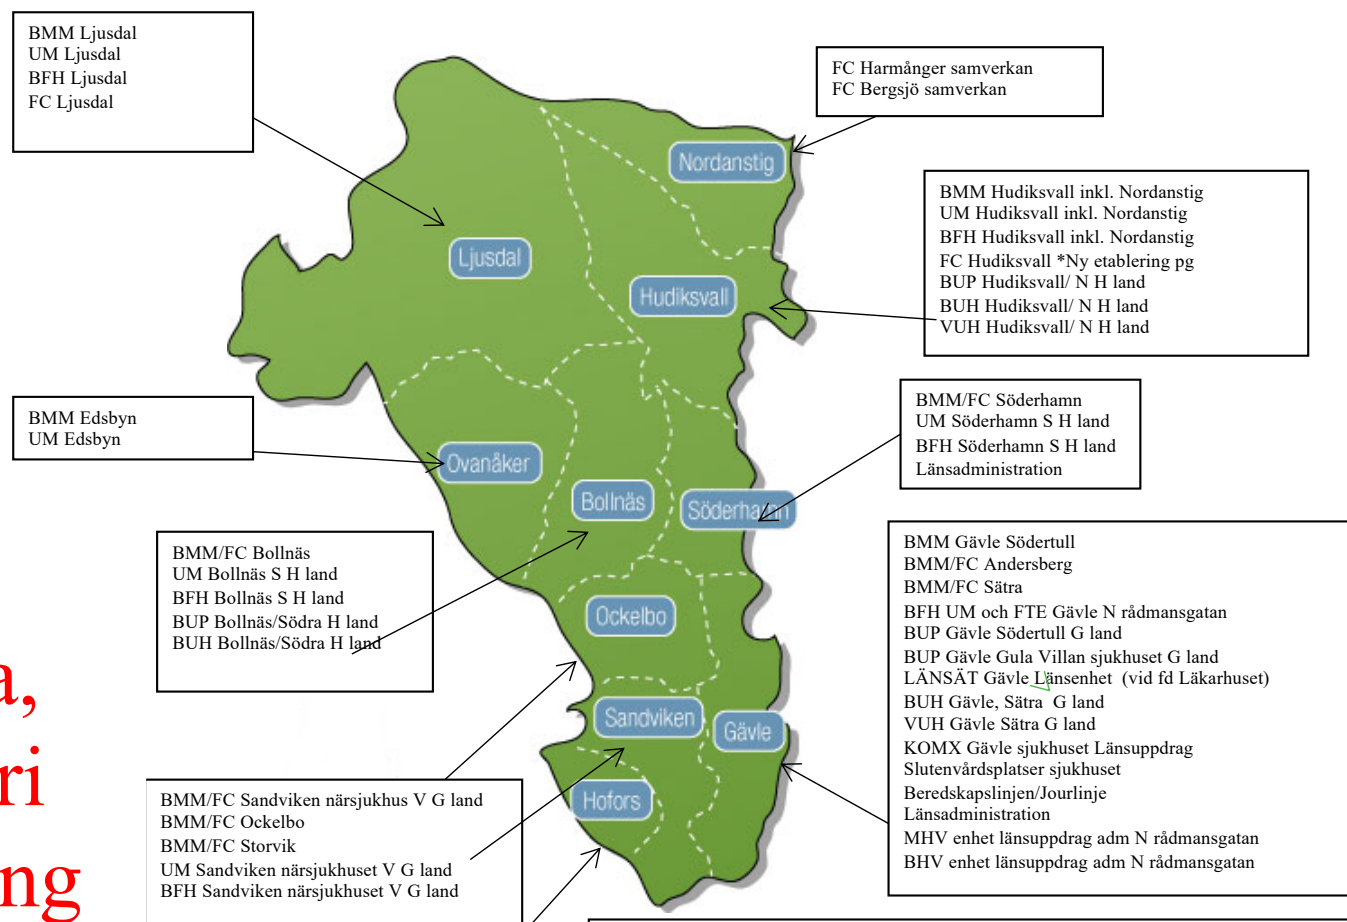 BMM Ljusdal
UM Ljusdal
BFH Ljusdal
FC Ljusdal
FC Harmånger samverkan
FC Bergsjö samverkan
Nordanstig
BMM Hudiksvall inkl. Nordanstig
UM Hudiksvall inkl. Nordanstig
BFH Hudiksvall inkl. Nordanstig
FC Hudiksvall *Ny etablering pg
BUP Hudiksvall/ N H land
BUH Hudiksvall/ N H land
VUH Hudiksvall/ N H land
Ljusdal
Hudiksvall
BMM Edsbyn
UM Edsbyn
BMM/FC Söderhamn
UM Söderhamn S H land
BFH Söderhamn S H land
Länsadministration
Ovanåker
Bollnäs
Söderhamn
BMM/FC Bollnäs
UM Bollnäs S H land
BFH Bollnäs S H land
BUP Bollnäs/Södra H land
BUH Bollnäs/Södra H land
BMM Gävle Södertull
BMM/FC Andersberg
BMM/FC Sätra
BFH UM och FTE Gävle N rådmansgatan
BUP Gävle Södertull G land
BUP Gävle Gula Villan sjukhuset G land
LÄNSÄT Gävle Länsenhet (vid fd Läkarhuset)
BUH Gävle, Sätra G land
VUH Gävle Sätra G land
KOMX Gävle sjukhuset Länsuppdrag
Slutenvårdsplatser sjukhuset
Beredskapslinjen/Jourlinje
Länsadministration
MHV enhet länsuppdrag adm N rådmansgatan
BHV enhet länsuppdrag adm N rådmansgatan
Ockelbo
Sandviken
Gävle
Hofors
a,
ri
ng
BMM/FC Sandviken närsjukhus V G land
BMM/FC Ockelbo
BMM/FC Storvik
UM Sandviken närsjukhuset V G land
BFH Sandviken närsjukhuset V G land